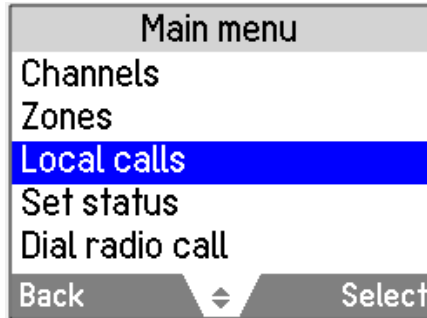 Main menu
Channels
Zones
Local calls
Set status
Dial radio call
Back Select